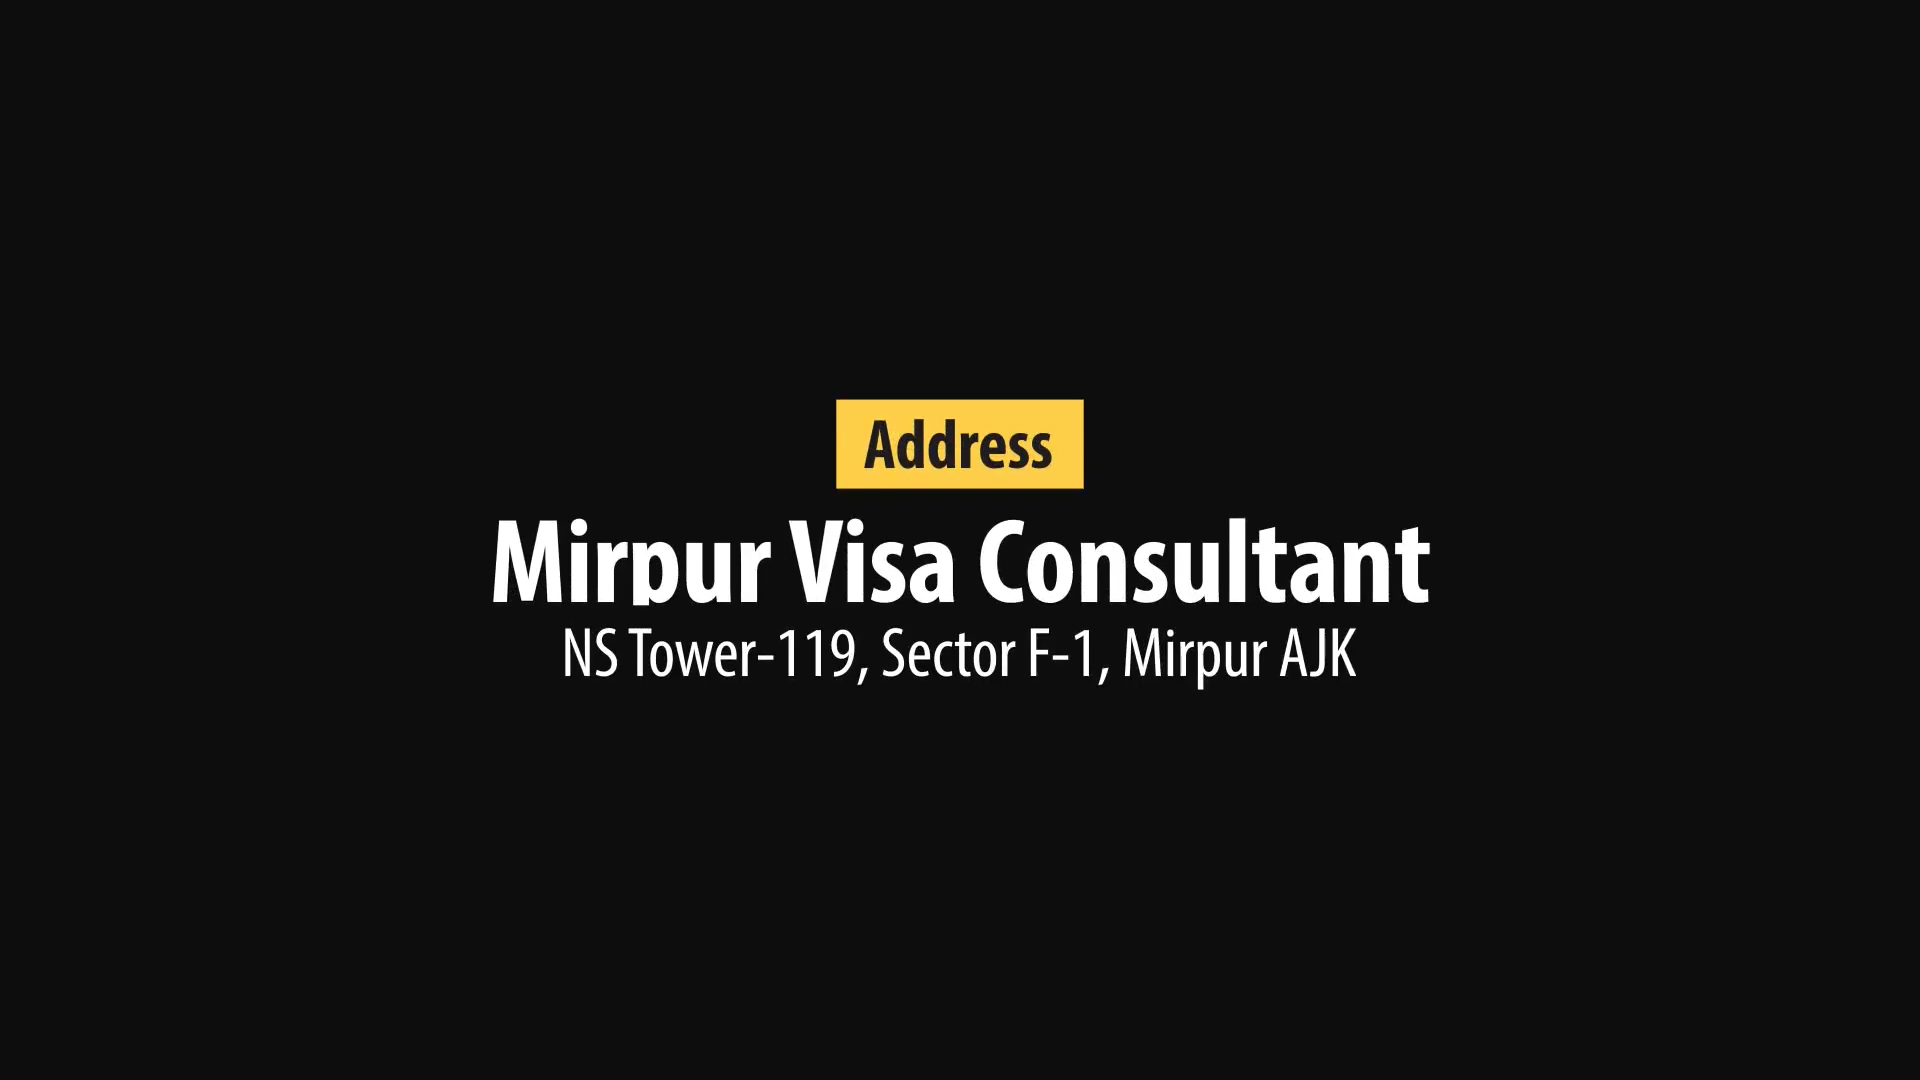 Address
Mirpur Visa Consultant
NS Tower-119, Sector F-1, Mirpur AJK